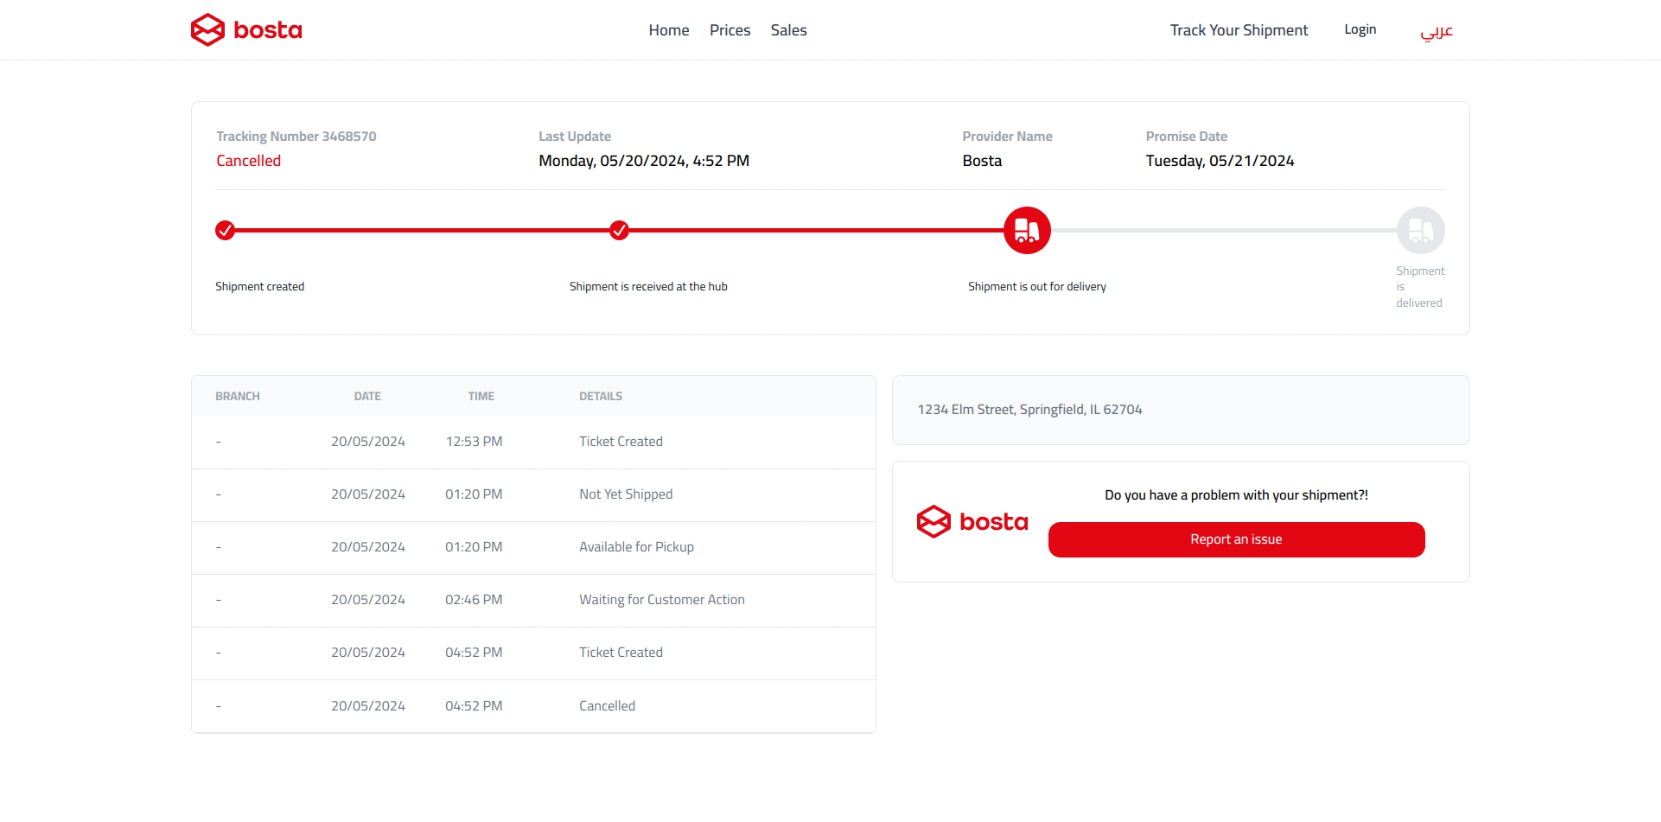 bosta
Home Prices Sales
Track Your Shipment Login عربي
Tracking Number 3468570
Cancelled
Last Update
Monday, 05/20/2024, 4:52 PM
Provider Name
Bosta
Promise Date
Tuesday, 05/21/2024
Shipment created
Shipment is received at the hub
Shipment is out for delivery
Shipment
is
delivered
BRANCH DATE TIME DETAILS
- 20/05/2024 12:53 PM Ticket Created
- 20/05/2024 01:20 PM Not Yet Shipped
- 20/05/2024 01:20 PM Available for Pickup
- 20/05/2024 02:46 PM Waiting for Customer Action
- 20/05/2024 04:52 PM Ticket Created
- 20/05/2024 04:52 PM Cancelled
1234 Elm Street, Springfield, IL 62704
Do you have a problem with your shipment?!
bosta
Report an issue